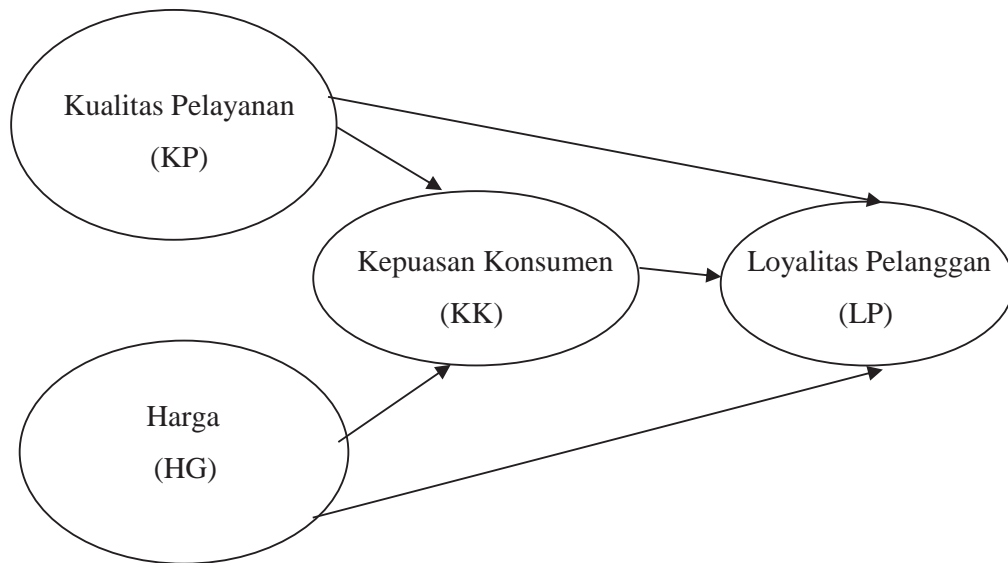 Kualitas Pelayanan
(KP)
Kepuasan Konsumen
(KK)
Loyalitas Pelanggan
(LP)
Harga
(HG)